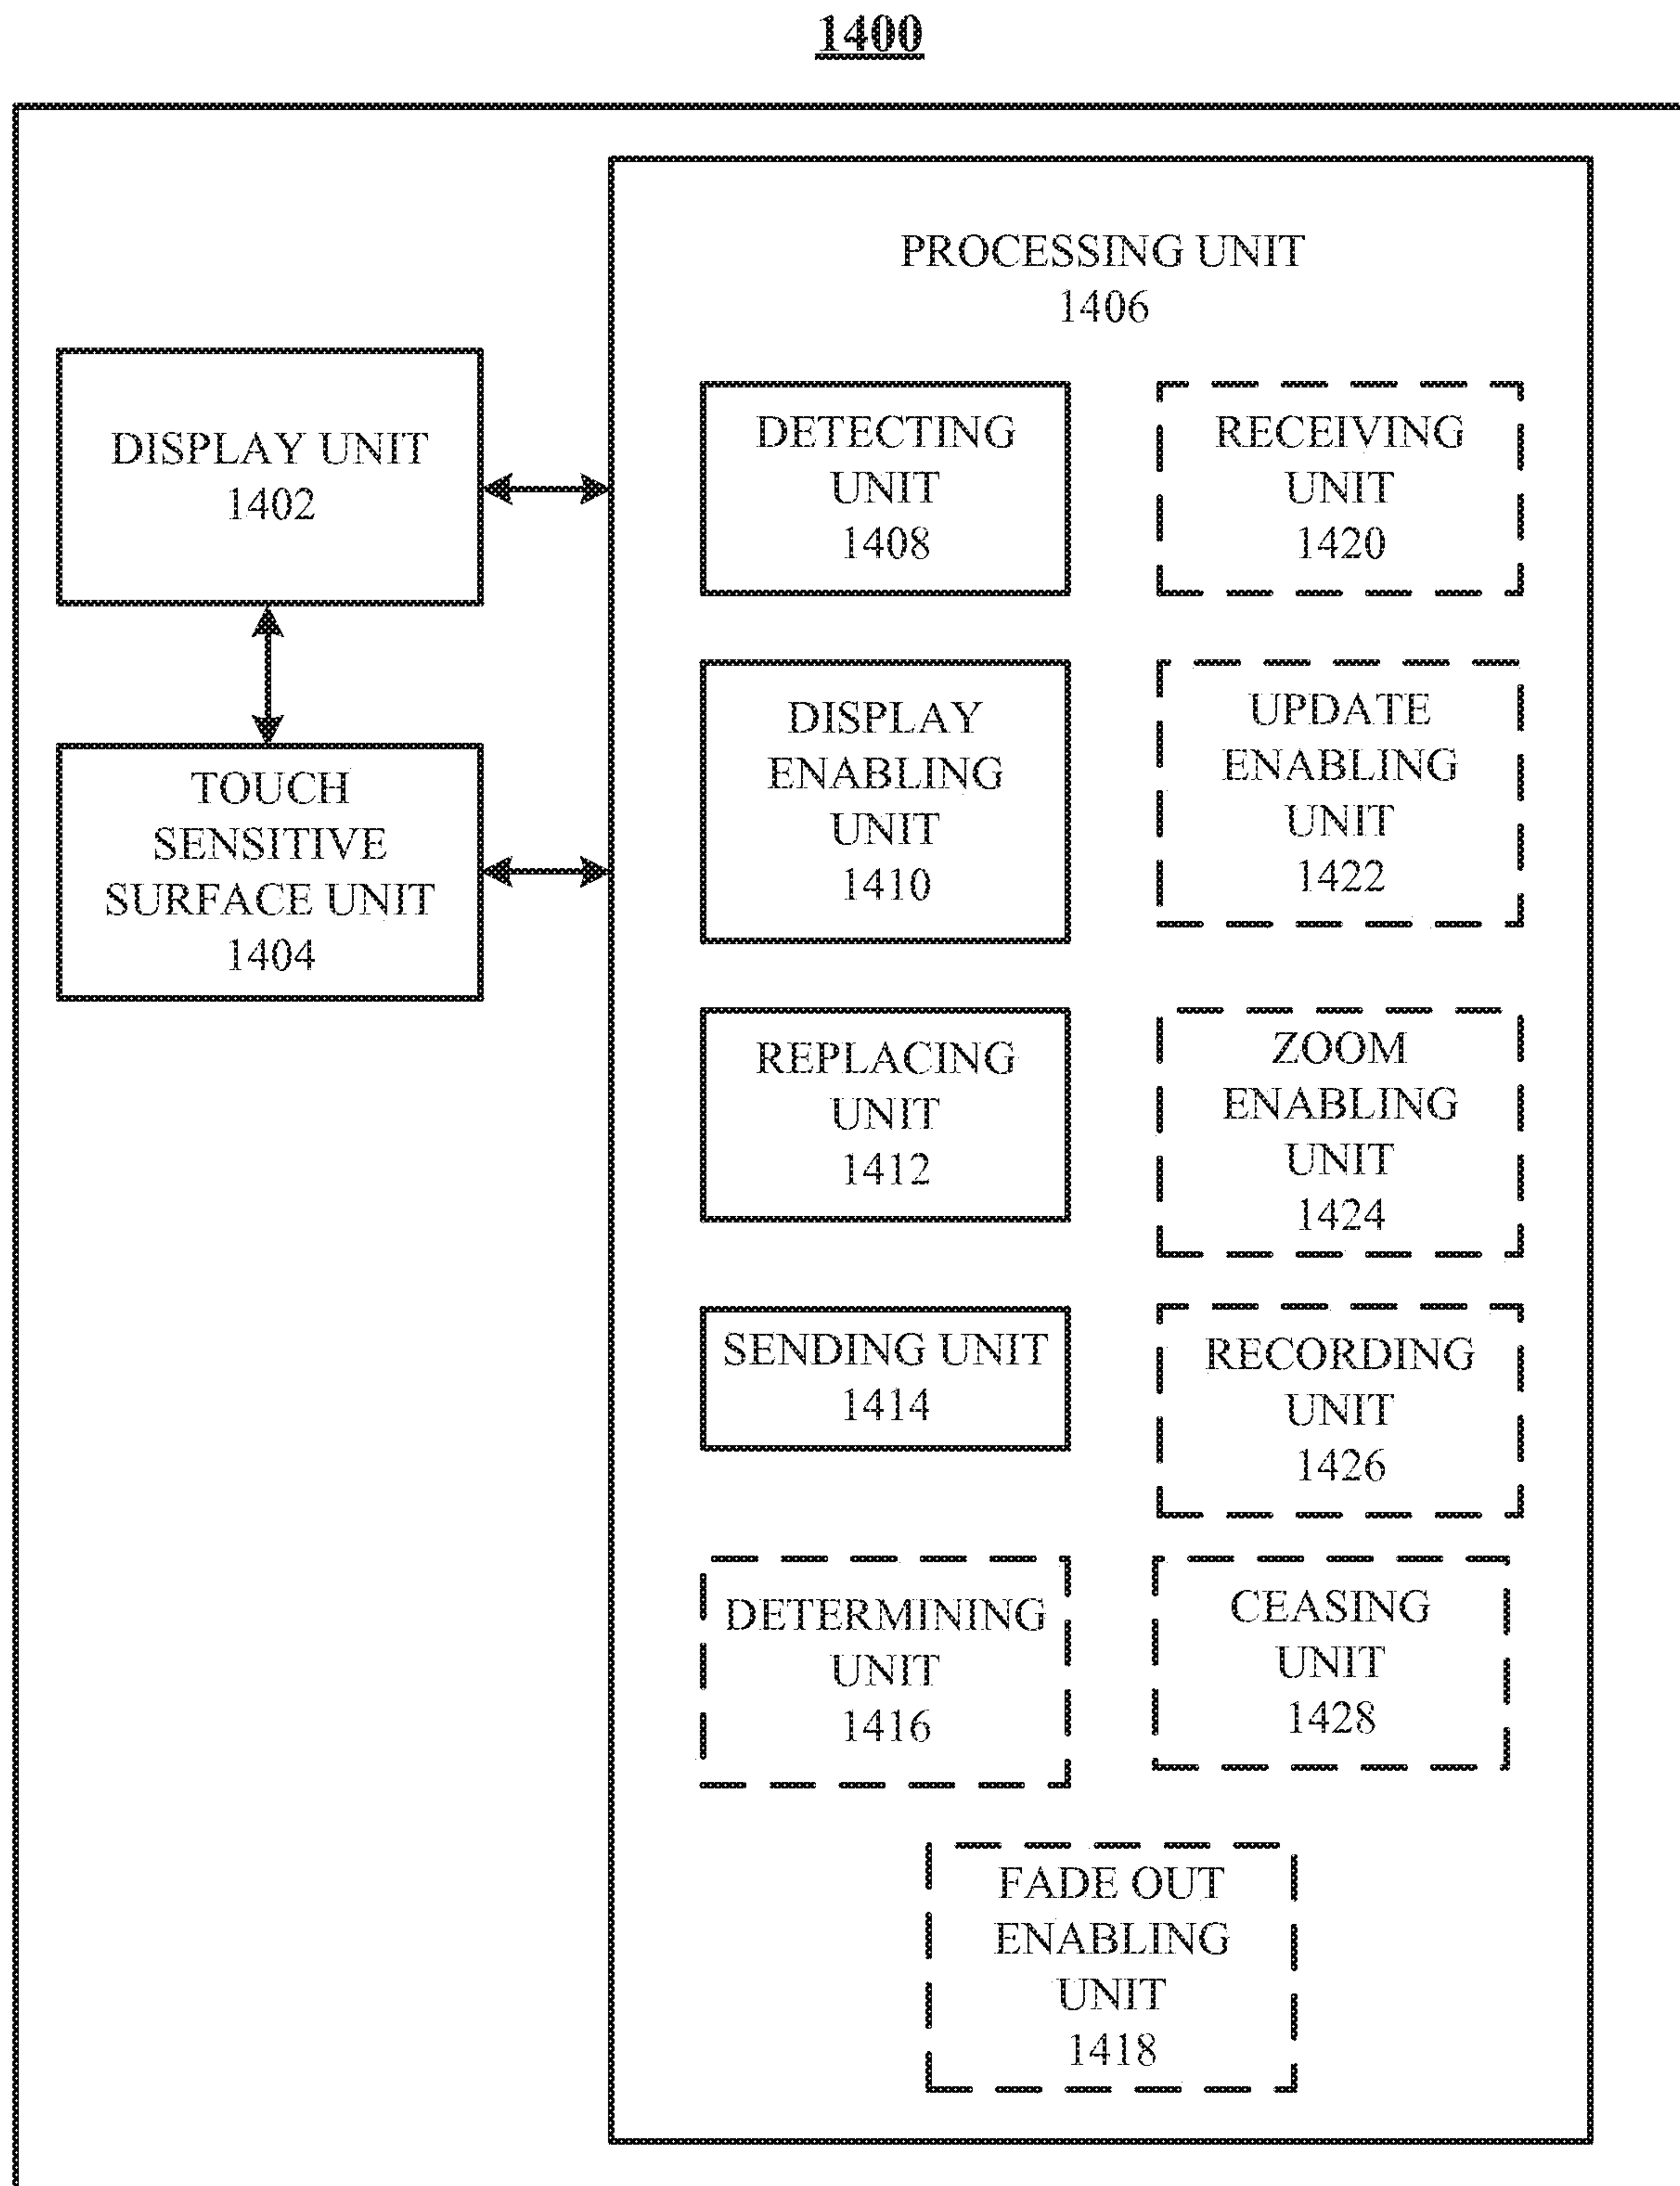 1400
PROCESSING UNIT
1406
DISPLAY UNIT
1402
TOUCH
SENSITIVE
SURFACE UNIT
1404
DETECTING
UNIT
1408
RECEIVING
UNIT
1420
DISPLAY
ENABLING
UNIT
1410
UPDATE
ENABLING
UNIT
1422
REPLACING
UNIT
1412
ZOOM
ENABLING
UNIT
1424
SENDING UNIT
1414
RECORDING
UNIT
1426
DETERMINING
UNIT
1416
CEASING
UNIT
1428
FADE OUT
ENABLING
UNIT
1418